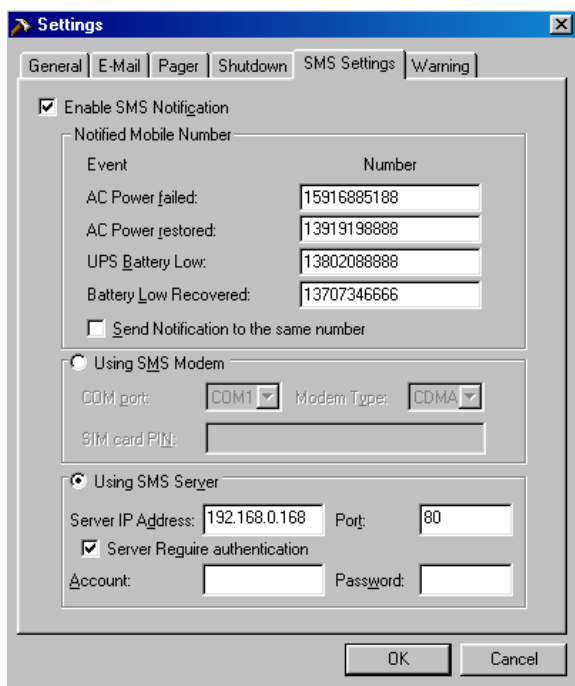 Settings
General E-Mail Pager Shutdown SMS Settings Warning
Enable SMS Notification
Notified Mobile Number
Event Number
AC Power failed: 15916885188
AC Power restored: 13919198888
UPS Battery Low: 13802088888
Battery Low Recovered: 13707346666
Send Notification to the same number
Using SMS Modem
COM port: COM1 Modem Type: CDMA
SIM card PIN:
Using SMS Server
Server IP Address: 192.168.0.168 Port: 80
Server Reguire authentication
Account: Password:
OK Cancel